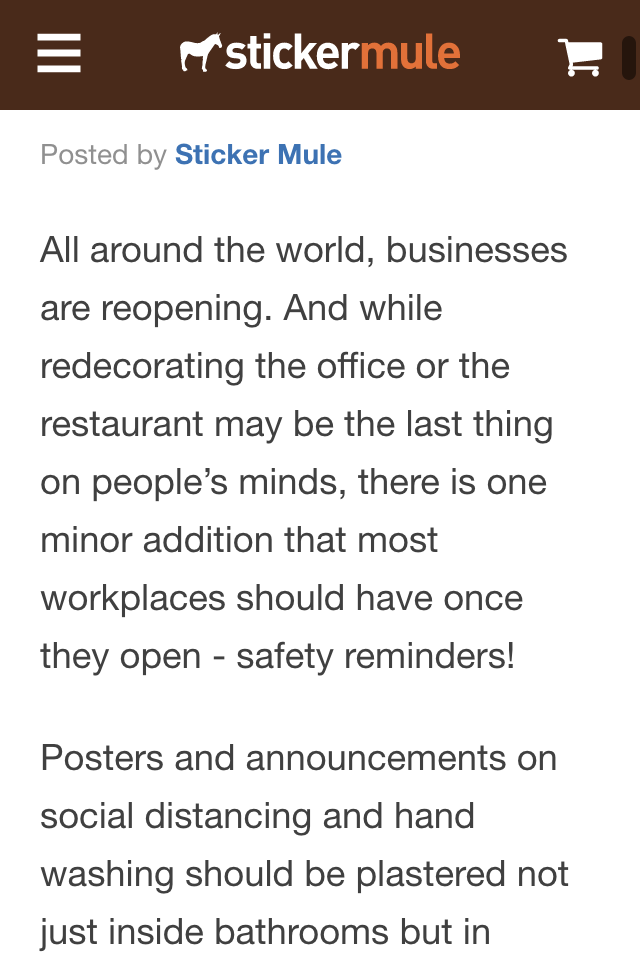 stickermule
Posted by Sticker Mule
All around the world, businesses
are reopening. And while
redecorating the office or the
restaurant may be the last thing
on people’s minds, there is one
minor addition that most
workplaces should have once
they open - safety reminders!
Posters and announcements on
social distancing and hand
washing should be plastered not
just inside bathrooms but in